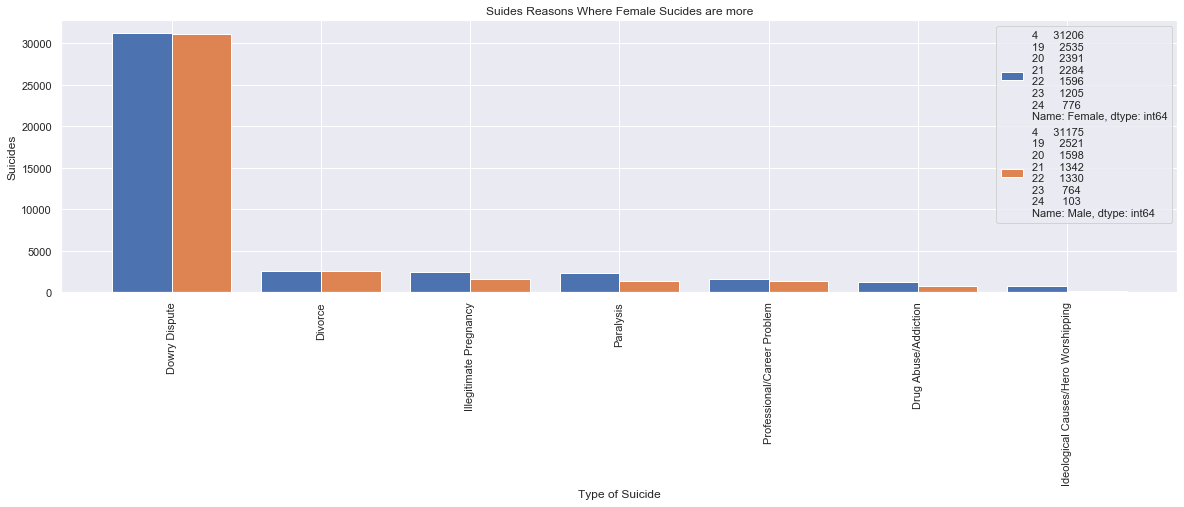 Suides Reasons Where Female Sucides are more
4 31206
19 2535
20 2391
21 2284
22 1596
23 1205
24 776
Name: Female, dtype: int64
4 31175
19 2521
20 1598
21 1342
22 1330
23 764
24 103
Name: Male, dtype: int64
30000
25000
20000
15000
10000
5000
0
Suicides
Dowry Dispute
Divorce
Illegitimate Pregnancy
Paralysis
Professional/Career Problem
Drug Abuse/Addiction
Ideological Causes/Hero Worshipping
Type of Suicide